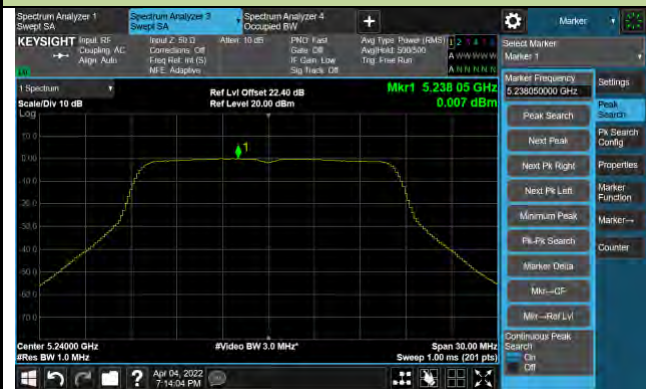 Spectrum Analyzer 1
Swept SA
Spectrum Analyzer 3
Swept SA
Spectrum Analyzer 4
Occupied BW
+
Marker
KEYSIGHT
Input: RF
Coupling: AC
Align: Auto
Input Z: 50 Ω
Corrections: Off
Freq Ref: Int (S)
NFE: Adaptive
Atten: 10 dB
PNO: Fast
Gate: Off
IF Gain: Low
Sig Track: Off
Avg Type: Power (RMS)
Avg|Hold: 500/500
Trig: Free Run
1 2 3 4 5 6
A W W W W W
A N N N N N
Select Marker
Marker 1
1 Spectrum
Scale/Div 10 dB
Log
Ref Lvl Offset 22.40 dB
Ref Level 20.00 dBm
Mkr1 5.238 05 GHz
0.007 dBm
10.0
0.00
-10.0
-20.0
-30.0
-40.0
-50.0
-60.0
-70.0
1
Center 5.24000 GHz
#Res BW 1.0 MHz
#Video BW 3.0 MHz*
Span 30.00 MHz
Sweep 1.00 ms (201 pts)
Marker Frequency
5.238050000 GHz
Peak Search
Next Peak
Next Pk Right
Next Pk Left
Minimum Peak
Pk-Pk Search
Marker Delta
Mkr→CF
Mkr→Ref Lvl
Continuous Peak
Search
On
Off
Settings
Peak
Search
Pk Search
Config
Properties
Marker
Function
Marker→
Counter
?
Apr 04, 2022
7:14:04 PM